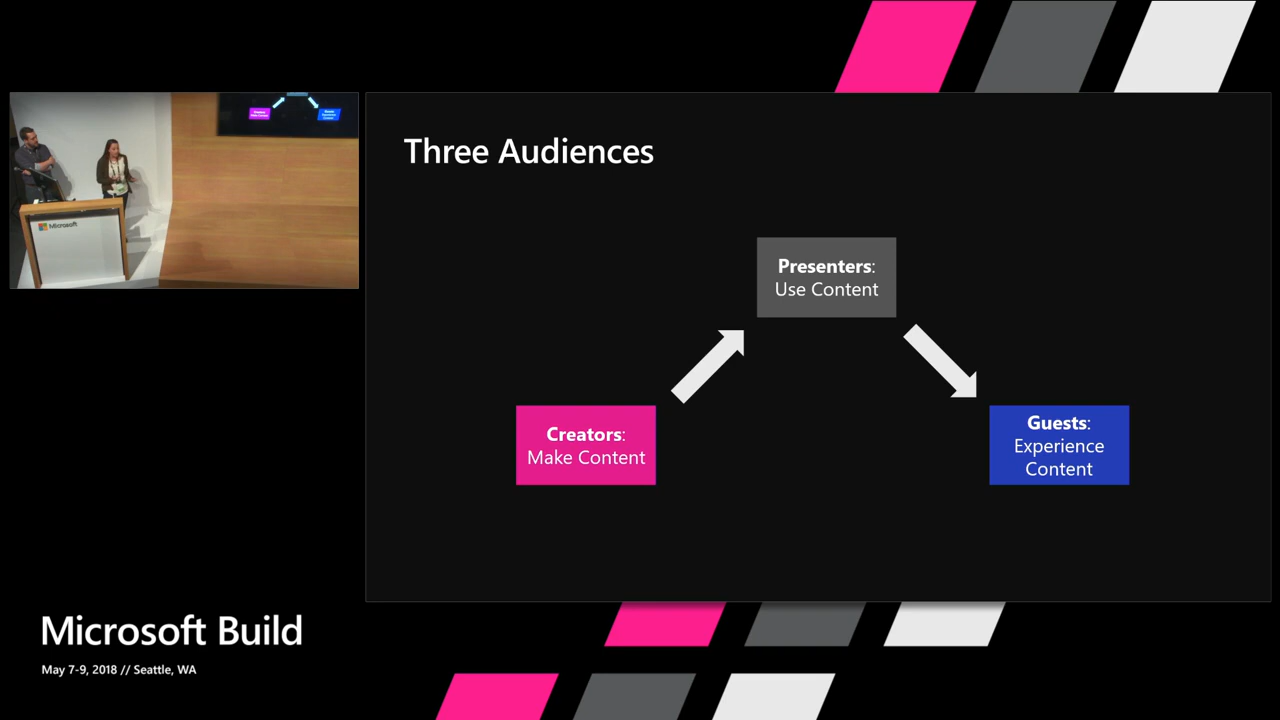 Microsoft
Three Audiences
Presenters:
Use Content
Creators:
Make Content
Guests:
Experience
Content
Microsoft Build
May 7-9, 2018 // Seattle, WA